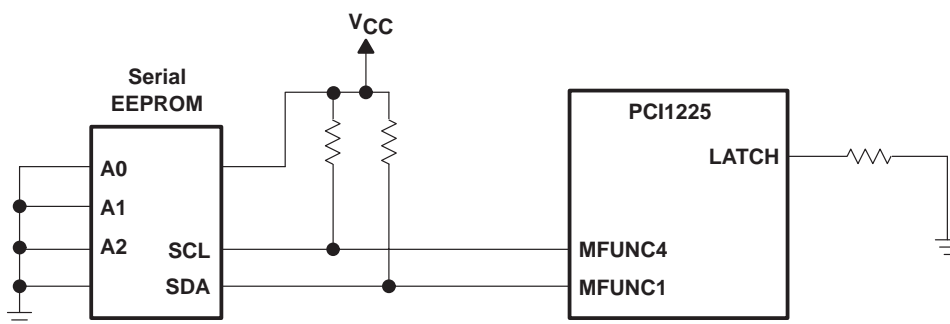 VCC
Serial
EEPROM
A0
A1
A2
SCL
SDA
PCI1225
LATCH
MFUNC4
MFUNC1